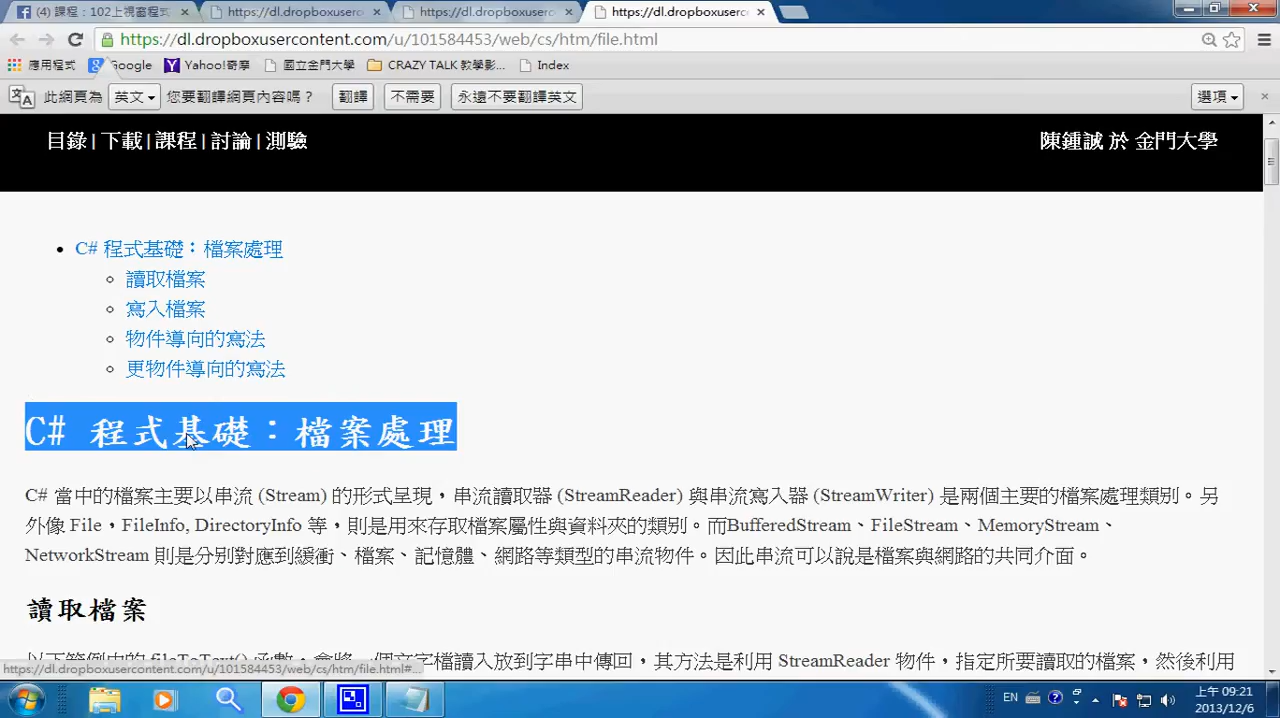 (4) 課程：102上視窗程式
https://dl.dropboxuserc
https://dl.dropboxuserc
https://dl.dropboxuserc
https://dl.dropboxusercontent.com/u/101584453/web/cs/htm/file.html
應用程式 Google Yahoo!奇摩 國立金門大學 CRAZY TALK 教學影... Index
此網頁為 英文 您要翻譯網頁內容嗎？ 翻譯 不需要 永遠不要翻譯英文 選項
目錄 | 下載 | 課程 | 討論 | 測驗
陳鍾誠 於 金門大學
C# 程式基礎：檔案處理
讀取檔案
寫入檔案
物件導向的寫法
更物件導向的寫法
C# 程式基礎：檔案處理
C# 當中的檔案主要以串流 (Stream) 的形式呈現，串流讀取器 (StreamReader) 與串流寫入器 (StreamWriter) 是兩個主要的檔案處理類別。另
外像 File，FileInfo, DirectoryInfo 等，則是用來存取檔案屬性與資料夾的類別。而BufferedStream、FileStream、MemoryStream、
NetworkStream 則是分別對應到緩衝、檔案、記憶體、網路等類型的串流物件。因此串流可以說是檔案與網路的共同介面。
讀取檔案
以下範例中的 fileToText() 函數，會將一個文字檔讀入放到字串中傳回，其方法是利用 StreamReader 物件，指定所要讀取的檔案，然後利用
https://dl.dropboxusercontent.com/u/101584453/web/cs/htm/file.html#...
EN
上午 09:21
2013/12/6